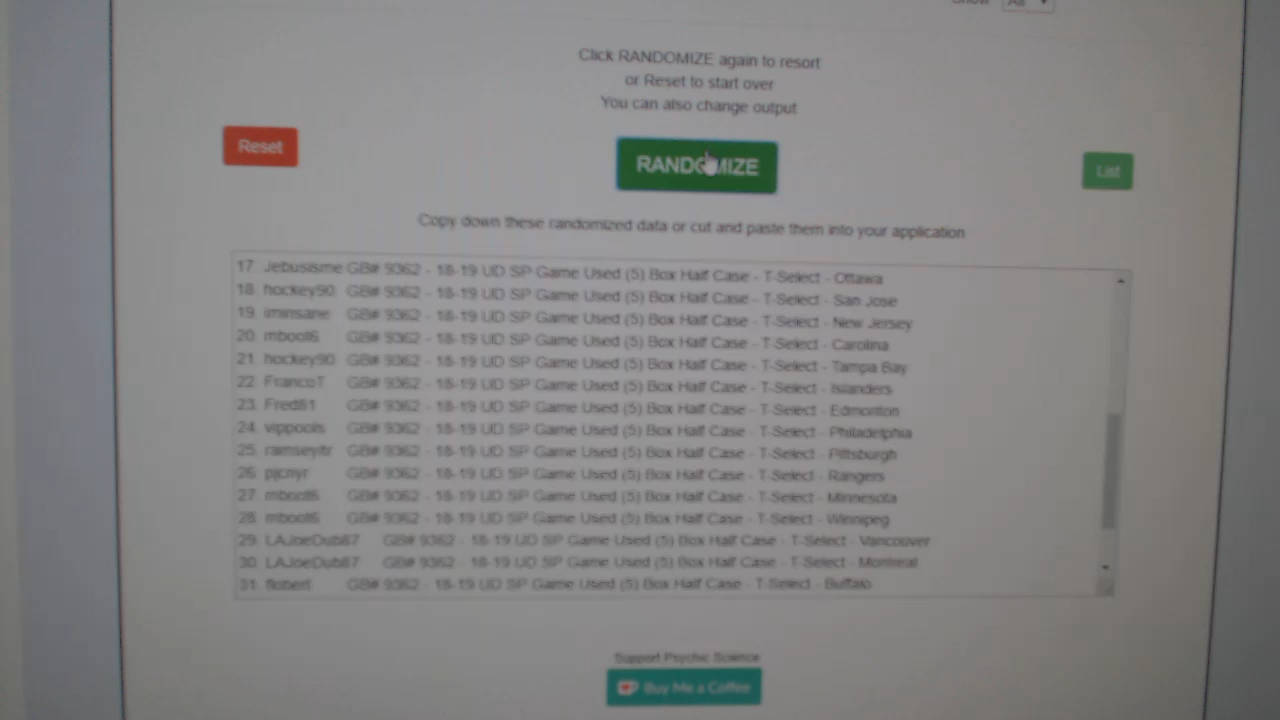 Show All
Click RANDOMIZE again to resort
or Reset to start over
You can also change output
Reset
RANDOMIZE
List
Copy down these randomized data or cut and paste them into your application
17. Jebusisme GB# 9362 - 18-19 UD SP Game Used (5) Box Half Case - T-Select - Ottawa
18. hockey90 GB# 9362 - 18-19 UD SP Game Used (5) Box Half Case - T-Select - San Jose
19. iminsane GB# 9362 - 18-19 UD SP Game Used (5) Box Half Case - T-Select - New Jersey
20. mboot6 GB# 9362 - 18-19 UD SP Game Used (5) Box Half Case - T-Select - Carolina
21. hockey90 GB# 9362 - 18-19 UD SP Game Used (5) Box Half Case - T-Select - Tampa Bay
22. FrancoT GB# 9362 - 18-19 UD SP Game Used (5) Box Half Case - T-Select - Islanders
23. Fred81 GB# 9362 - 18-19 UD SP Game Used (5) Box Half Case - T-Select - Edmonton
24. vippools GB# 9362 - 18-19 UD SP Game Used (5) Box Half Case - T-Select - Philadelphia
25. ramseyitr GB# 9362 - 18-19 UD SP Game Used (5) Box Half Case - T-Select - Pittsburgh
26. pjcnyr GB# 9362 - 18-19 UD SP Game Used (5) Box Half Case - T-Select - Rangers
27. mboot6 GB# 9362 - 18-19 UD SP Game Used (5) Box Half Case - T-Select - Minnesota
28. mboot6 GB# 9362 - 18-19 UD SP Game Used (5) Box Half Case - T-Select - Winnipeg
29. LAJoeDub87 GB# 9362 - 18-19 UD SP Game Used (5) Box Half Case - T-Select - Vancouver
30. LAJoeDub87 GB# 9362 - 18-19 UD SP Game Used (5) Box Half Case - T-Select - Montreal
31. GB# 9362 - 18-19 UD SP Game Used (5) Box Half Case - T-Select - Buffalo
Support Psychic Science
Buy Me a Coffee